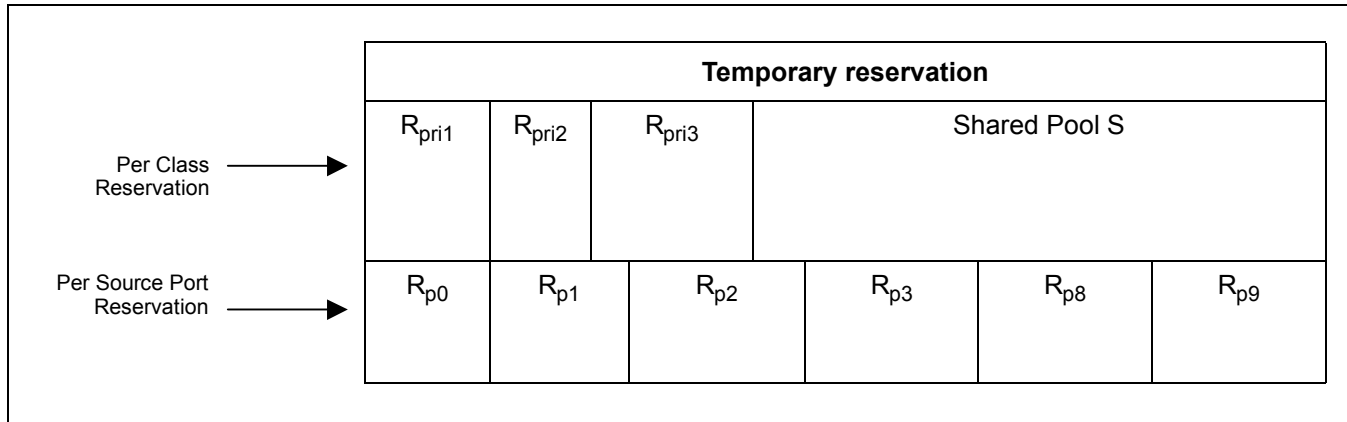 Temporary reservation
Per Class
Reservation
Rpri1 Rpri2 Rpri3 Shared Pool S
Per Source Port
Reservation
Rp0 Rp1 Rp2 Rp3 Rp8 Rp9